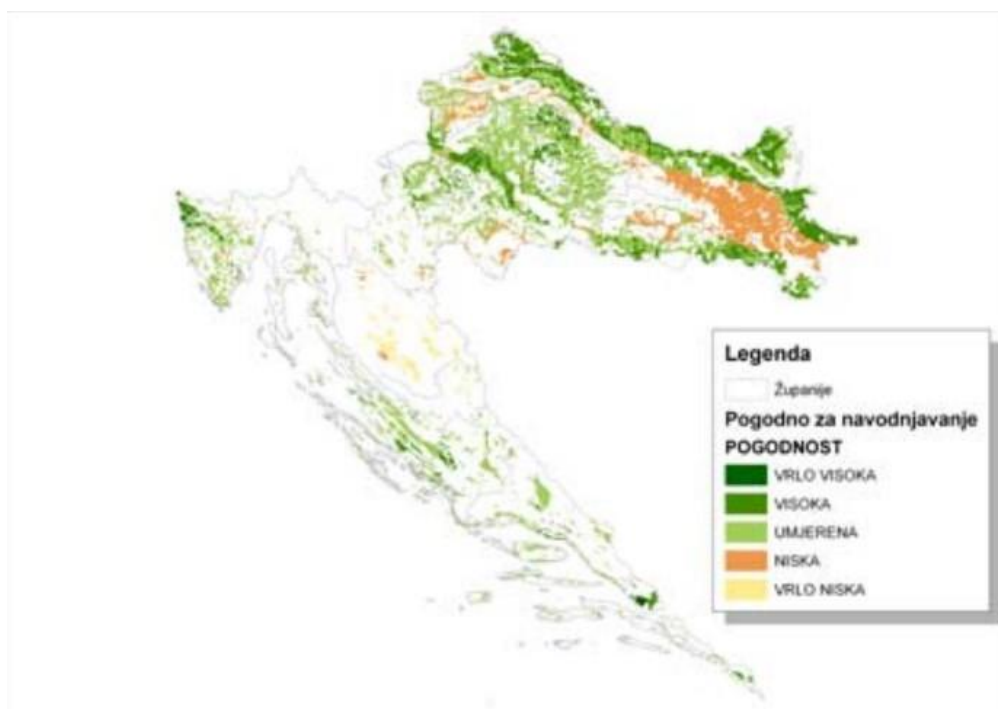 Legenda
Županije
Pogodno za navodnjavanje
POGODNOST
VRLO VISOKA
VISOKA
UMJERENA
NISKA
VRLO NISKA